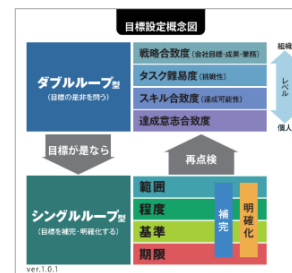 目標設定概念図
ダブルループ型
(目標の是非を問う)
戦略合致度(会社目標・成果・業務)
タスク難易度(挑戦性)
スキル合致度(達成可能性)
達成意志合致度
組織
レベル
個人
目標が是なら
再点検
シングルループ型
(目標を補完・明確化する)
範囲
程度
基準
期限
補完
明確化
ver.1.0.1